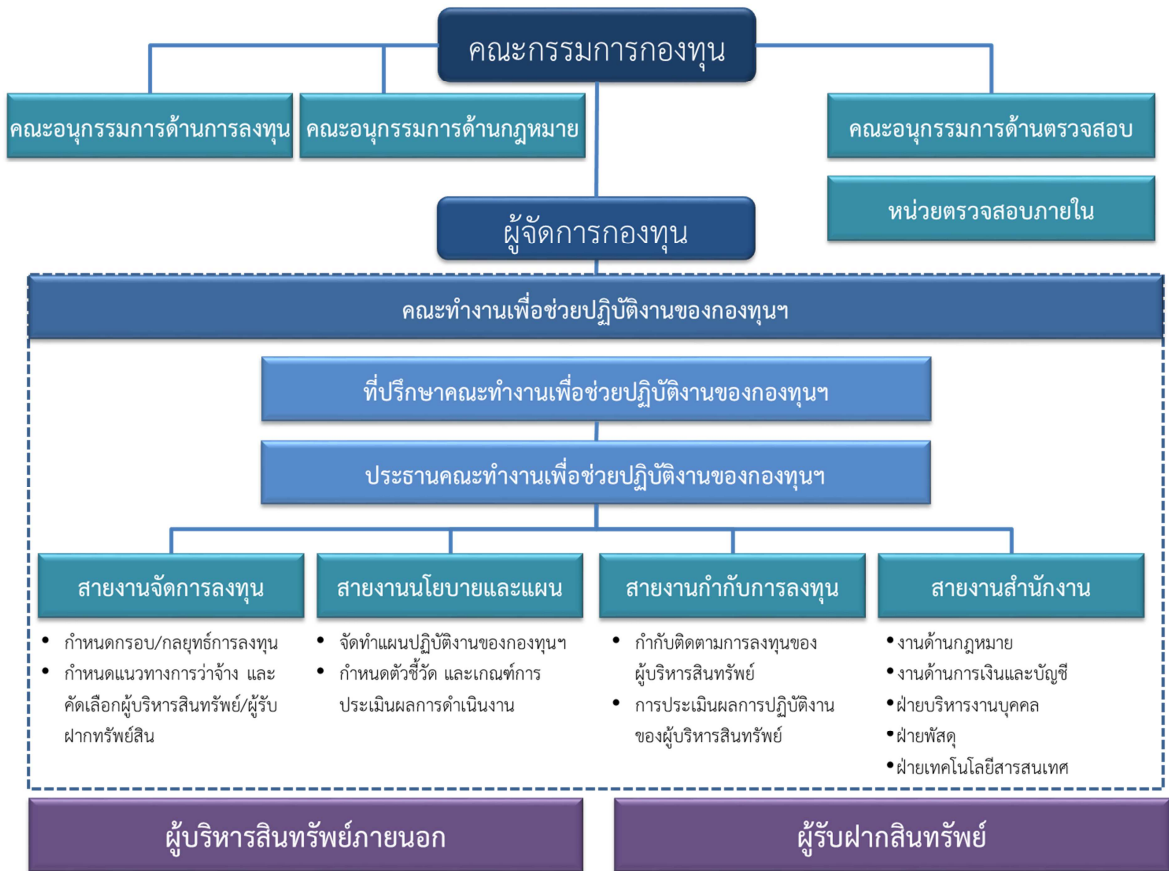 คณะกรรมการกองทุน
คณะอนุกรรมการด้านการลงทุน
คณะอนุกรรมการด้านกฎหมาย
คณะอนุกรรมการด้านตรวจสอบ
หน่วยตรวจสอบภายใน
ผู้จัดการกองทุน
คณะทำงานเพื่อช่วยปฏิบัติงานของกองทุนฯ
ที่ปรึกษาคณะทำงานเพื่อช่วยปฏิบัติงานของกองทุนฯ
ประธานคณะทำงานเพื่อช่วยปฏิบัติงานของกองทุนฯ
สายงานจัดการลงทุน
• กำหนดกรอบ/กลยุทธ์การลงทุน
• กำหนดแนวทางการว่าจ้าง และ
คัดเลือกผู้บริหารสินทรัพย์/ผู้รับ
ฝากทรัพย์สิน
สายงานนโยบายและแผน
• จัดทำแผนปฏิบัติงานของกองทุนฯ
• กำหนดตัวชี้วัด และเกณฑ์การ
ประเมินผลการดำเนินงาน
สายงานกำกับการลงทุน
• กำกับติดตามการลงทุนของ
ผู้บริหารสินทรัพย์
• การประเมินผลการปฏิบัติงาน
ของผู้บริหารสินทรัพย์
สายงานสำนักงาน
•งานด้านกฎหมาย
•งานด้านการเงินและบัญชี
•ฝ่ายบริหารงานบุคคล
•ฝ่ายพัสดุ
•ฝ่ายเทคโนโลยีสารสนเทศ
ผู้บริหารสินทรัพย์ภายนอก
ผู้รับฝากสินทรัพย์